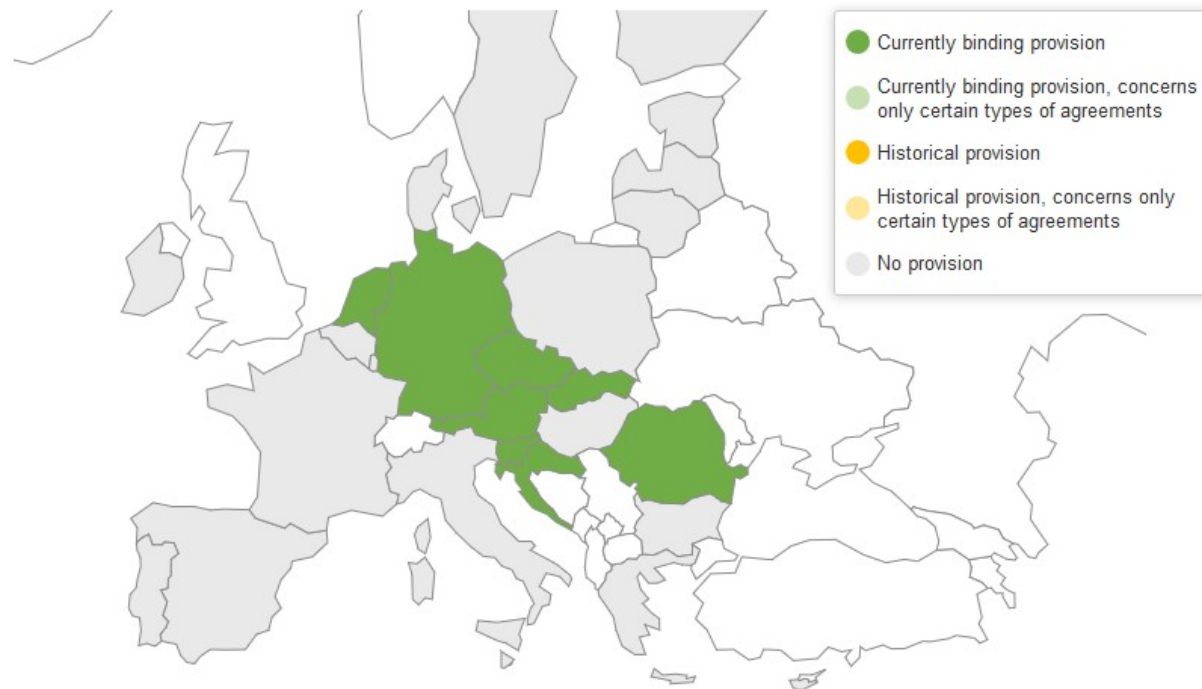 Currently binding provision
Currently binding provision, concerns
only certain types of agreements
Historical provision
Historical provision, concerns only
certain types of agreements
No provision